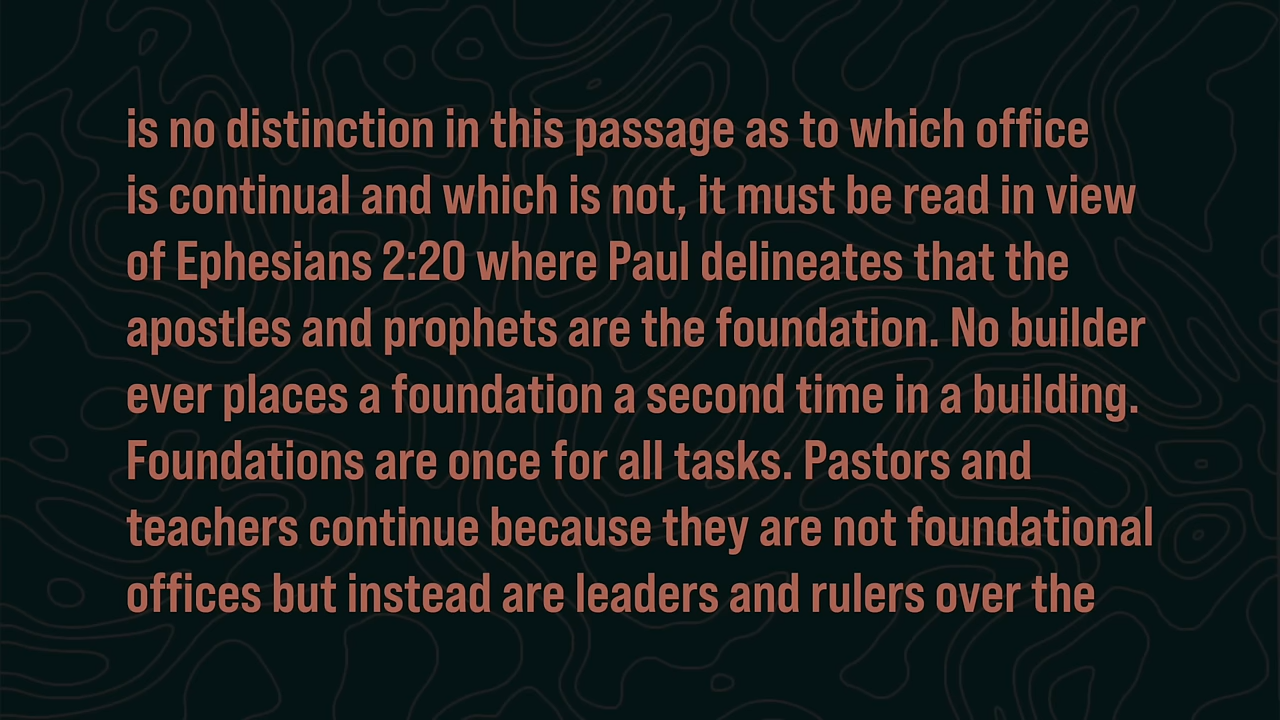 is no distinction in this passage as to which office
is continual and which is not, it must be read in view
of Ephesians 2:20 where Paul delineates that the
apostles and prophets are the foundation. No builder
ever places a foundation a second time in a building.
Foundations are once for all tasks. Pastors and
teachers continue because they are not foundational
offices but instead are leaders and rulers over the